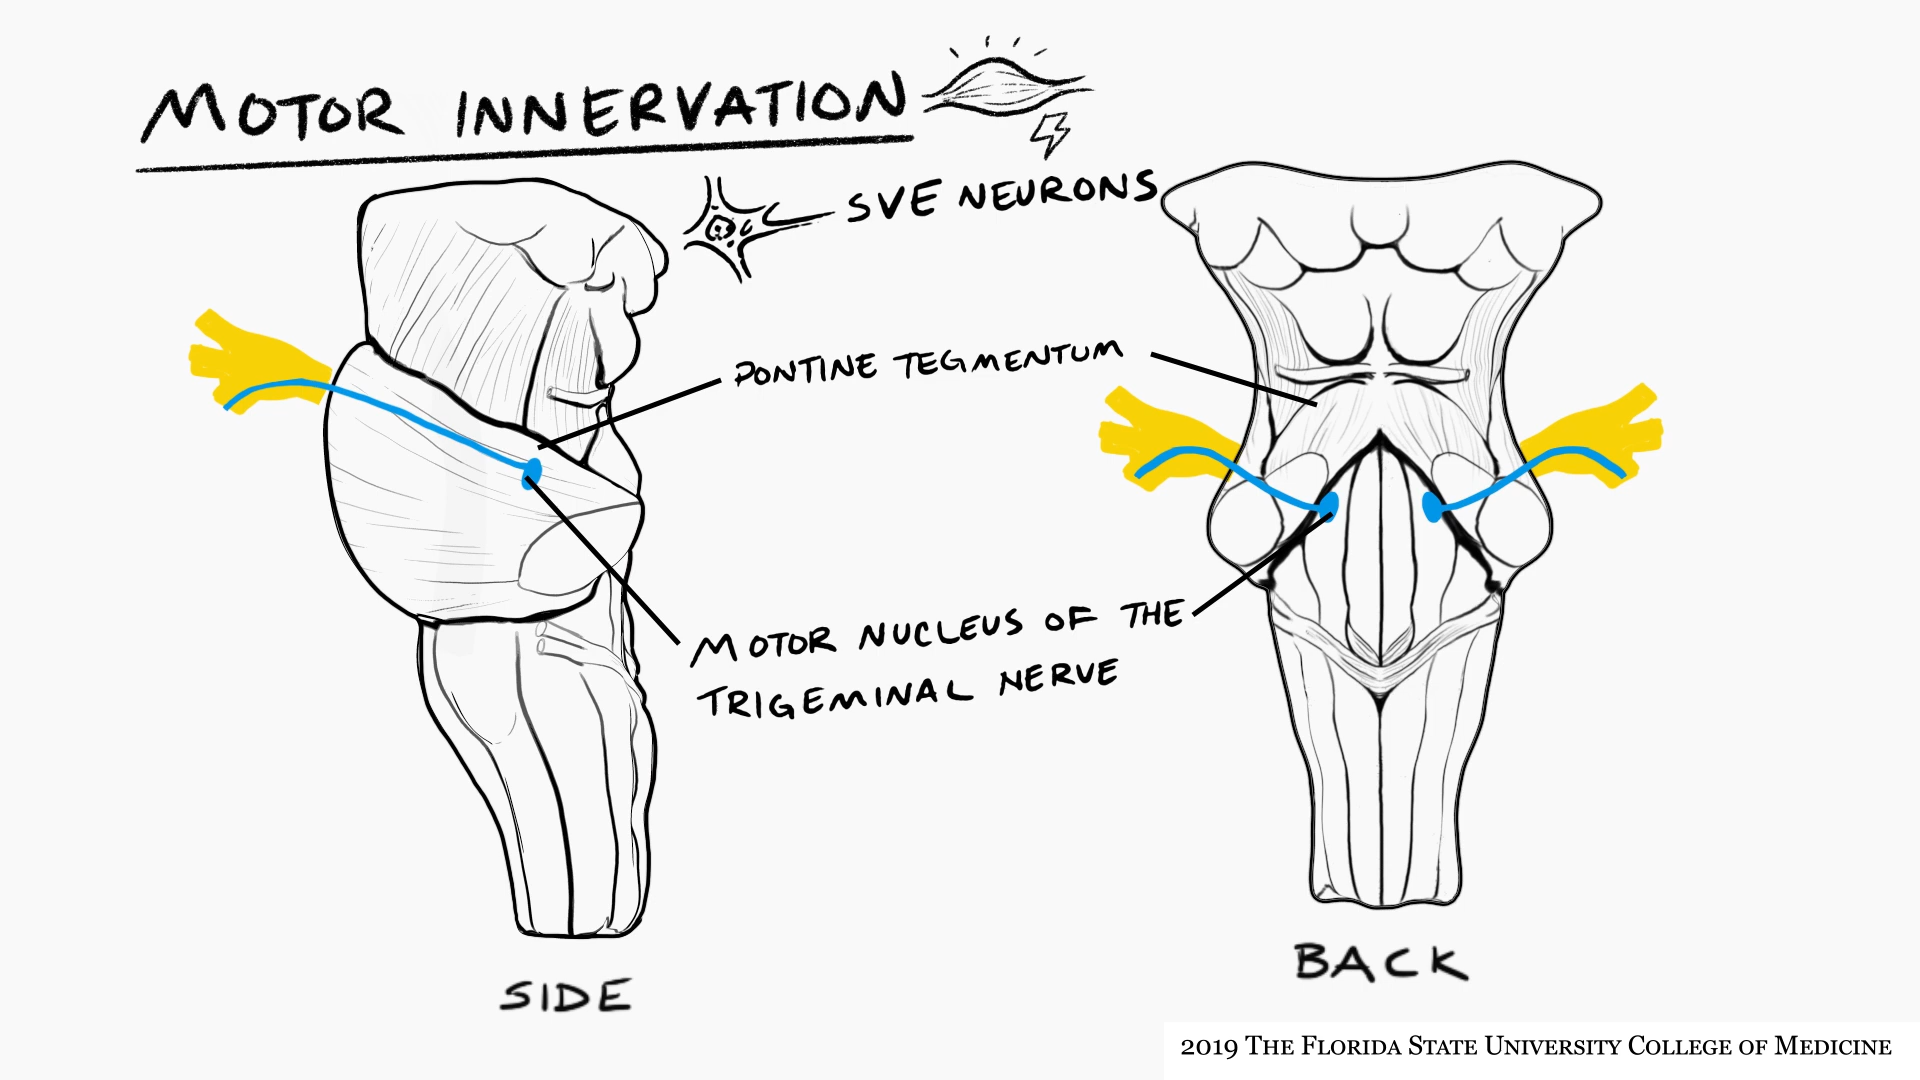 MOTOR INNERVATION
SVE NEURONS
PONTINE TEGMENTUM
MOTOR NUCLEUS OF THE
TRIGEMINAL NERVE
SIDE
BACK
2019 The Florida State University College of Medicine